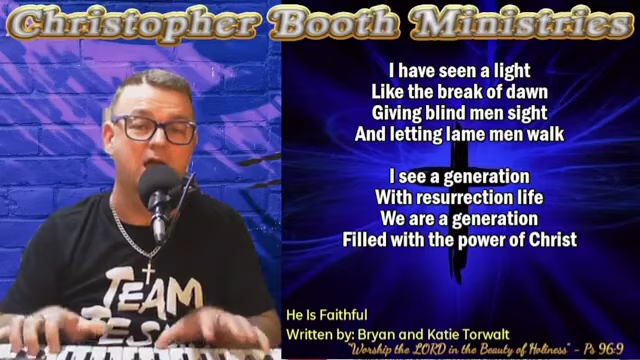 Christopher Booth Ministries
I have seen a light
Like the break of dawn
Giving blind men sight
And letting lame men walk
I see a generation
With resurrection life
We are a generation
Filled with the power of Christ
TEAM
He Is Faithful
Written by: Bryan and Katie Torwalt
"Worship the LORD in the Beauty of Holiness" - Ps 96:9